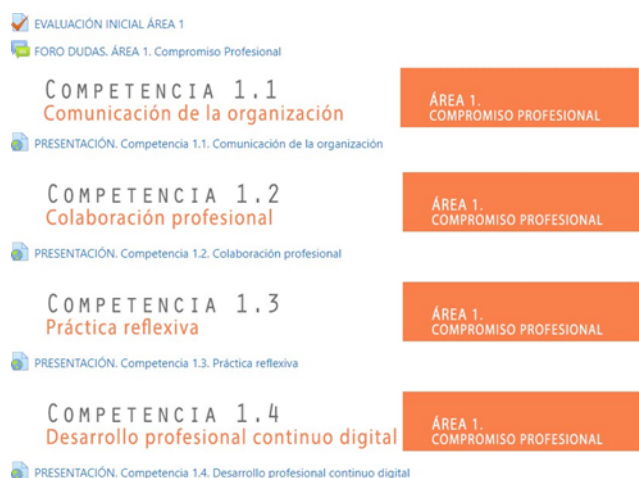 EVALUACIÓN INICIAL ÁREA 1
FORO DUDAS. ÁREA 1. Compromiso Profesional
COMPETENCIA 1.1
Comunicación de la organización
ÁREA 1.
COMPROMISO PROFESIONAL
PRESENTACIÓN. Competencia 1.1. Comunicación de la organización
COMPETENCIA 1.2
Colaboración profesional
ÁREA 1.
COMPROMISO PROFESIONAL
PRESENTACIÓN. Competencia 1.2. Colaboración profesional
COMPETENCIA 1.3
Práctica reflexiva
ÁREA 1.
COMPROMISO PROFESIONAL
PRESENTACIÓN. Competencia 1.3. Práctica reflexiva
COMPETENCIA 1.4
Desarrollo profesional continuo digital
ÁREA 1.
COMPROMISO PROFESIONAL
PRESENTACIÓN. Competencia 1.4. Desarrollo profesional continuo digital